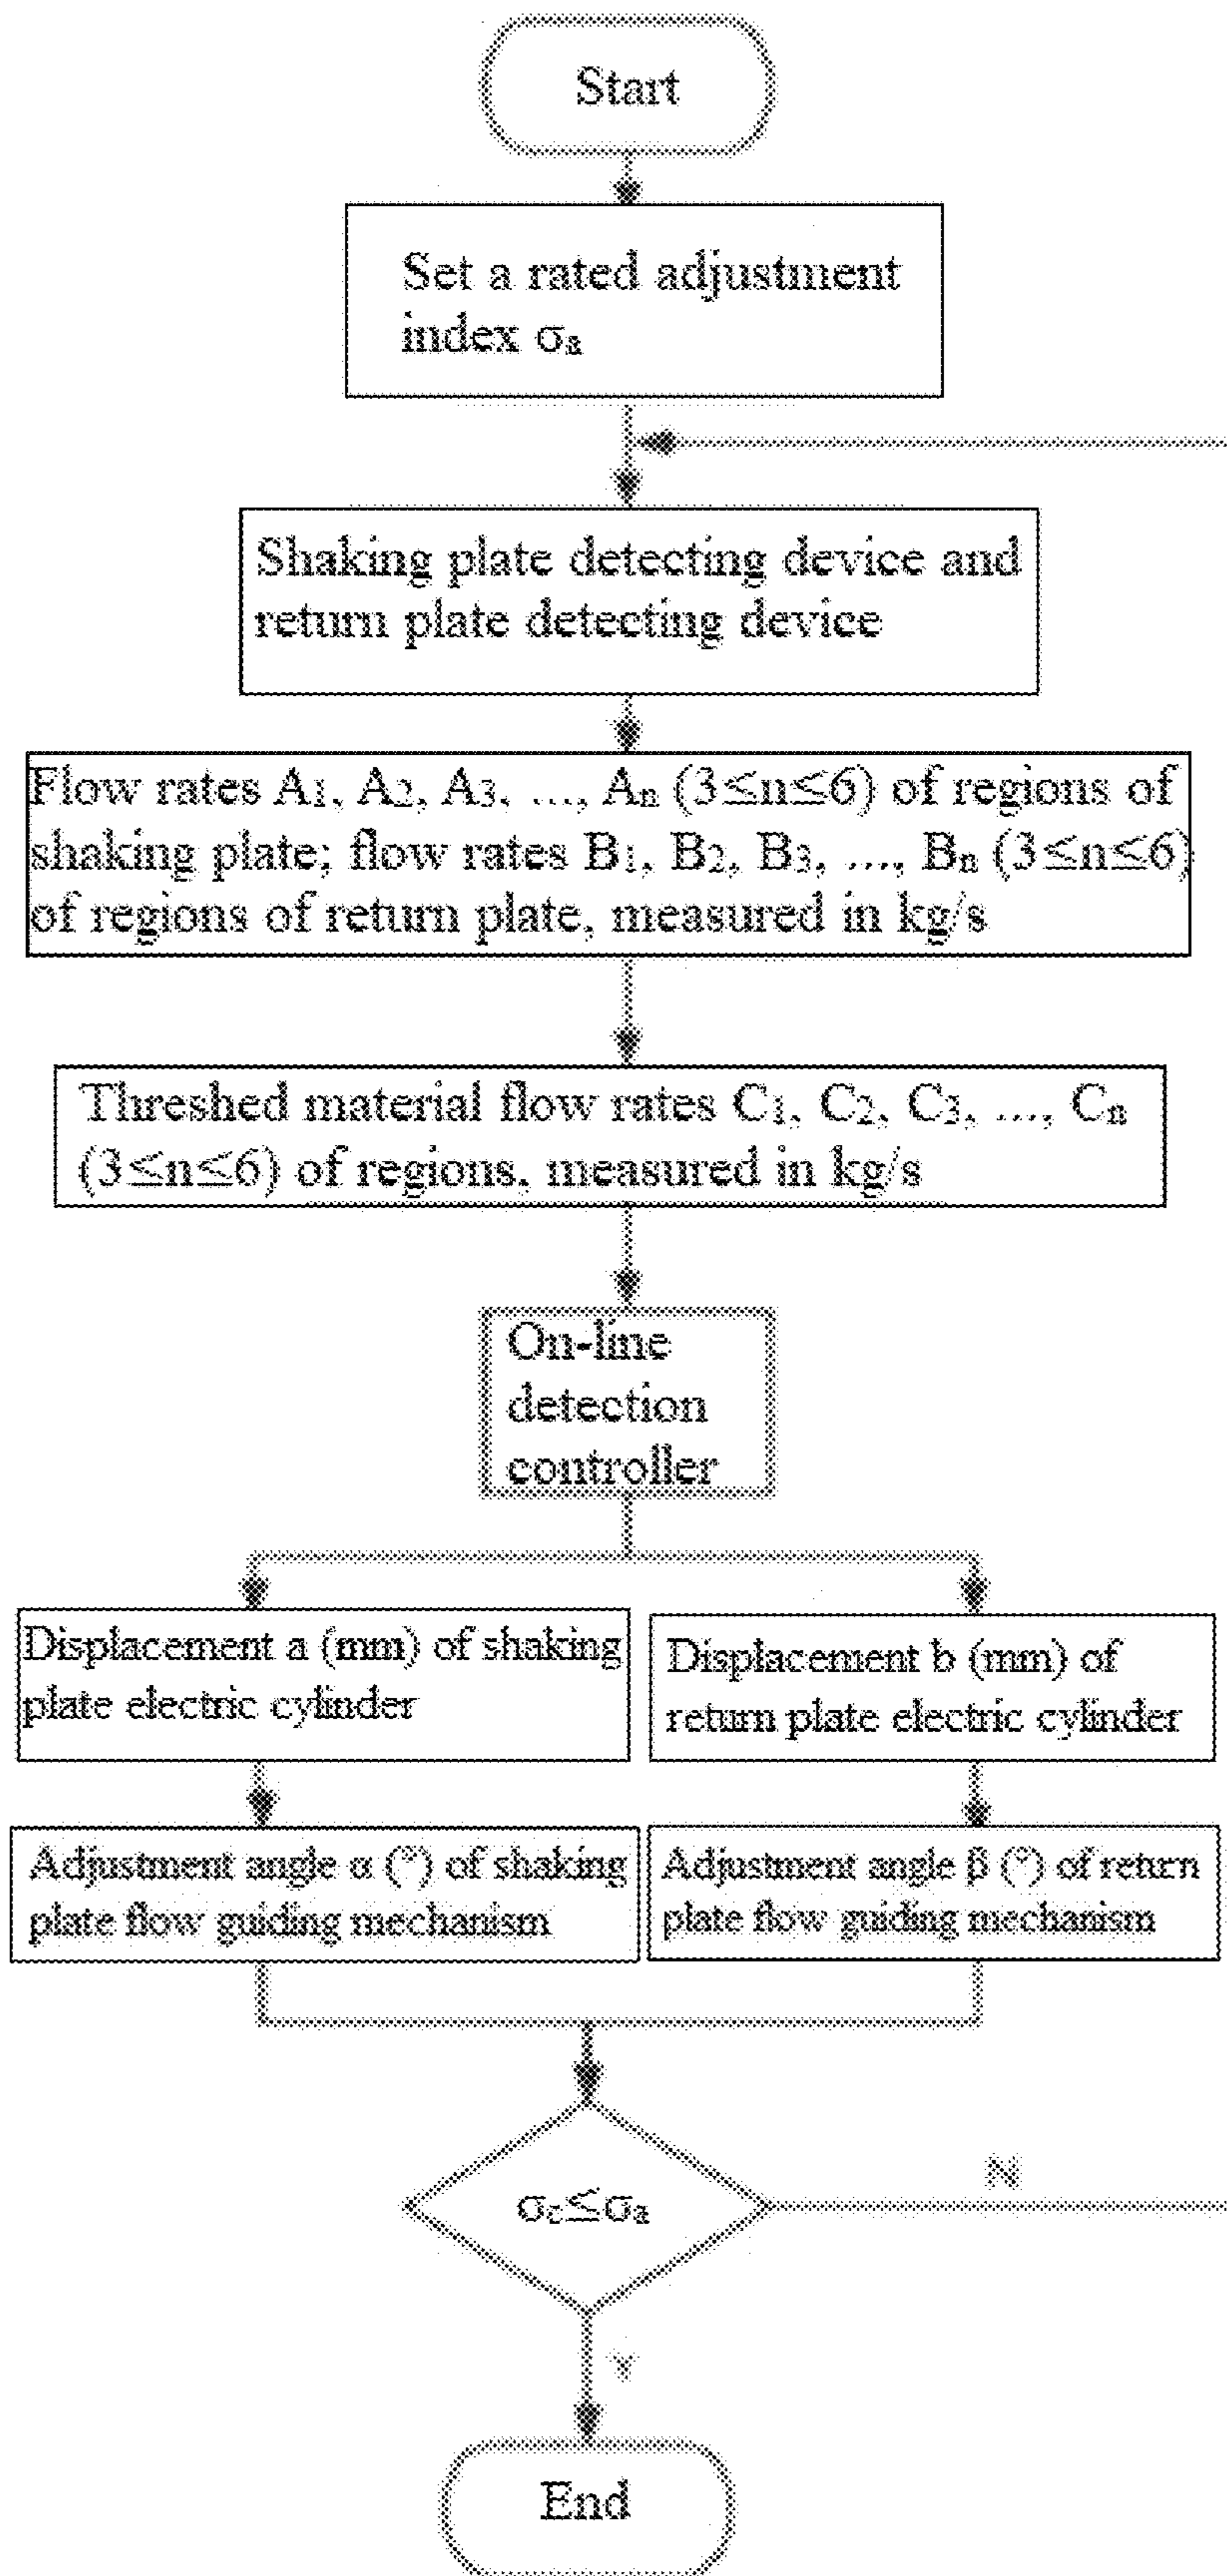 Start
Set a rated adjustment
index σₐ
Shaking plate detecting device and
return plate detecting device
Flow rates A₁, A₂, A₃, ..., Aₙ (3≤n≤6) of regions of
shaking plate; flow rates B₁, B₂, B₃, ..., Bₙ (3≤n≤6)
of regions of return plate, measured in kg/s
Threshed material flow rates C₁, C₂, C₃, ..., Cₙ
(3≤n≤6) of regions, measured in kg/s
On-line
detection
controller
Displacement a (mm) of shaking
plate electric cylinder
Displacement b (mm) of
return plate electric cylinder
Adjustment angle α (°) of shaking
plate flow guiding mechanism
Adjustment angle β (°) of return
plate flow guiding mechanism
σc≤σₐ
N
Y
End